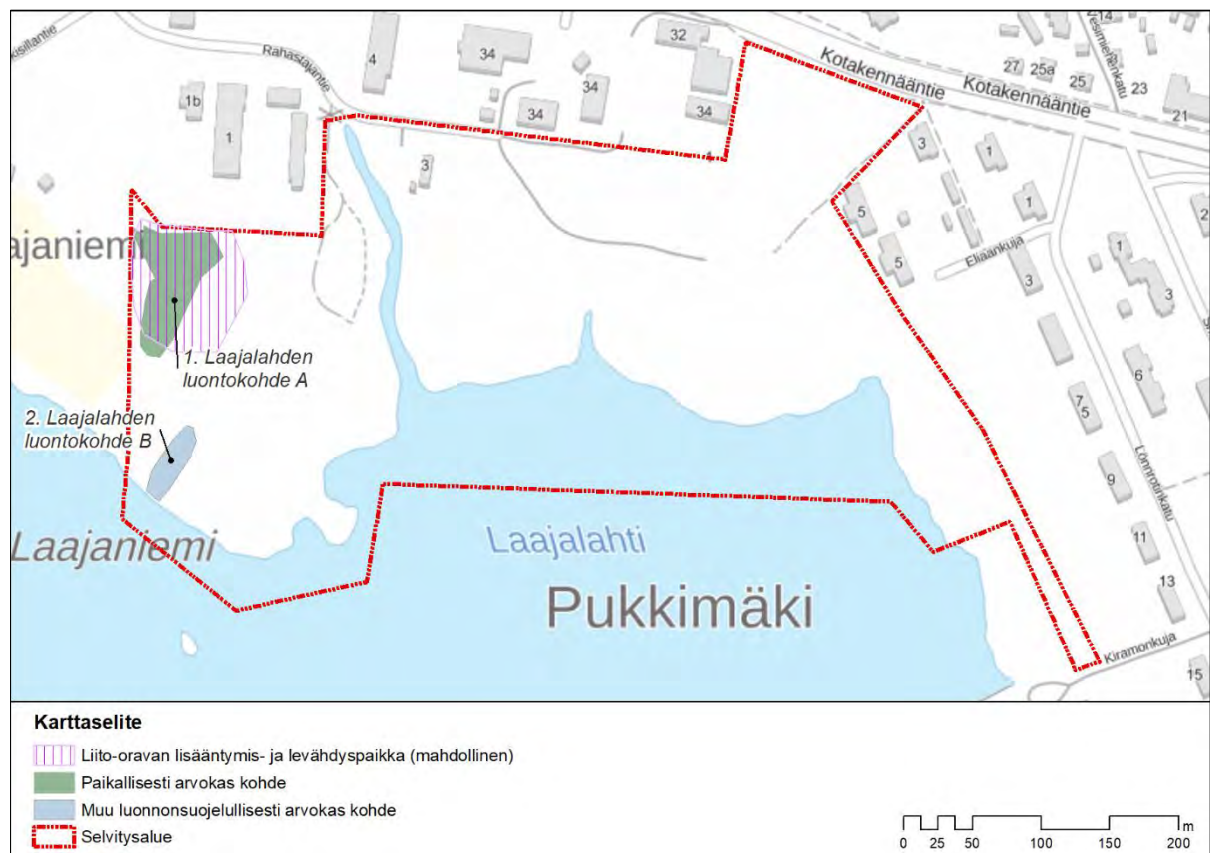 Rahastajantie
4
34
32
34
34
34
Kotakennääntie
Kotakennääntie
27
25a
25
23
14
21
1b
1
3
3
1
1
5
5
Eliaankuja
3
1
3
2
ajaniemi
1. Laajalahden
luontokohde A
2. Laajalahden
luontokohde B
7
5
6
9
Lönnrotinkatu
11
13
Laajaniemi
Laajalahti
Pukkimäki
Kiramonkuja
15
Karttaselite
Liito-oravan lisääntymis- ja levähdyspaikka (mahdollinen)
Paikallisesti arvokas kohde
Muu luonnonsuojelullisesti arvokas kohde
Selvitysalue
m
0 25 50 100 150 200